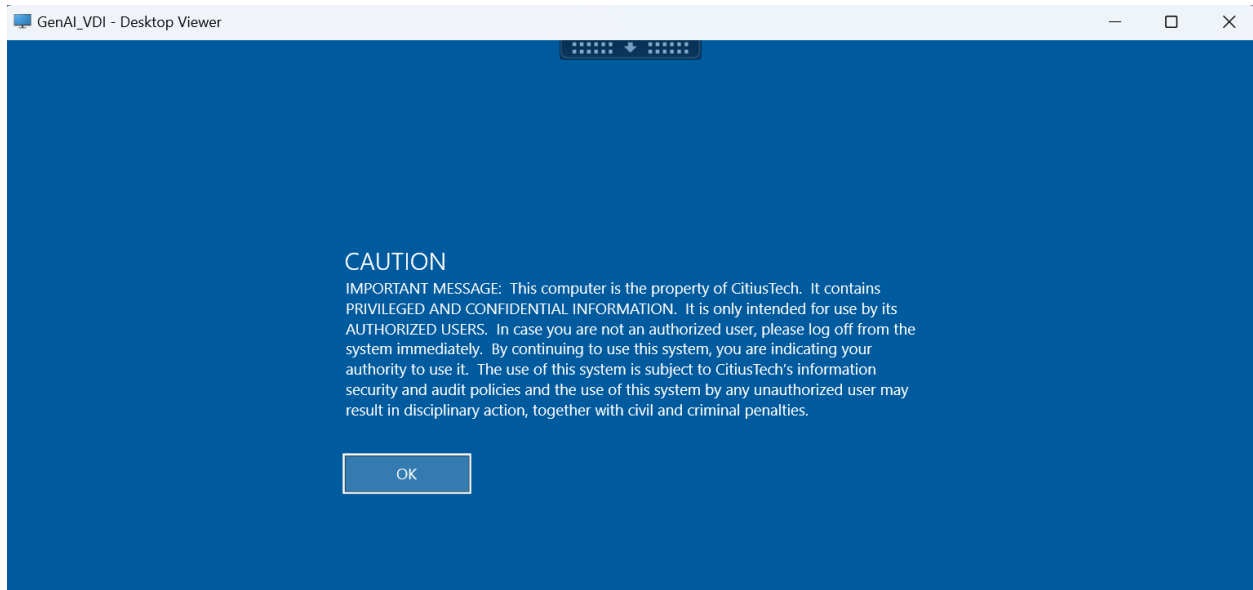 GenAI_VDI - Desktop Viewer
CAUTION
IMPORTANT MESSAGE:  This computer is the property of CitiusTech.  It contains
PRIVILEGED AND CONFIDENTIAL INFORMATION.  It is only intended for use by its
AUTHORIZED USERS.  In case you are not an authorized user, please log off from the
system immediately.  By continuing to use this system, you are indicating your
authority to use it.  The use of this system is subject to CitiusTech's information
security and audit policies and the use of this system by any unauthorized user may
result in disciplinary action, together with civil and criminal penalties.
OK